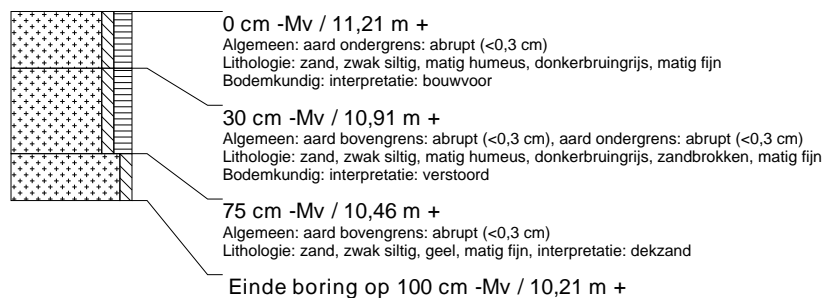 0 cm -Mv / 11,21 m +
Algemeen: aard ondergrens: abrupt (<0,3 cm)
Lithologie: zand, zwak siltig, matig humeus, donkerbruingrijs, matig fijn
Bodemkundig: interpretatie: bouwvoor
30 cm -Mv / 10,91 m +
Algemeen: aard bovengrens: abrupt (<0,3 cm), aard ondergrens: abrupt (<0,3 cm)
Lithologie: zand, zwak siltig, matig humeus, donkerbruingrijs, zandbrokken, matig fijn
Bodemkundig: interpretatie: verstoord
75 cm -Mv / 10,46 m +
Algemeen: aard bovengrens: abrupt (<0,3 cm)
Lithologie: zand, zwak siltig, geel, matig fijn, interpretatie: dekzand
Einde boring op 100 cm -Mv / 10,21 m +